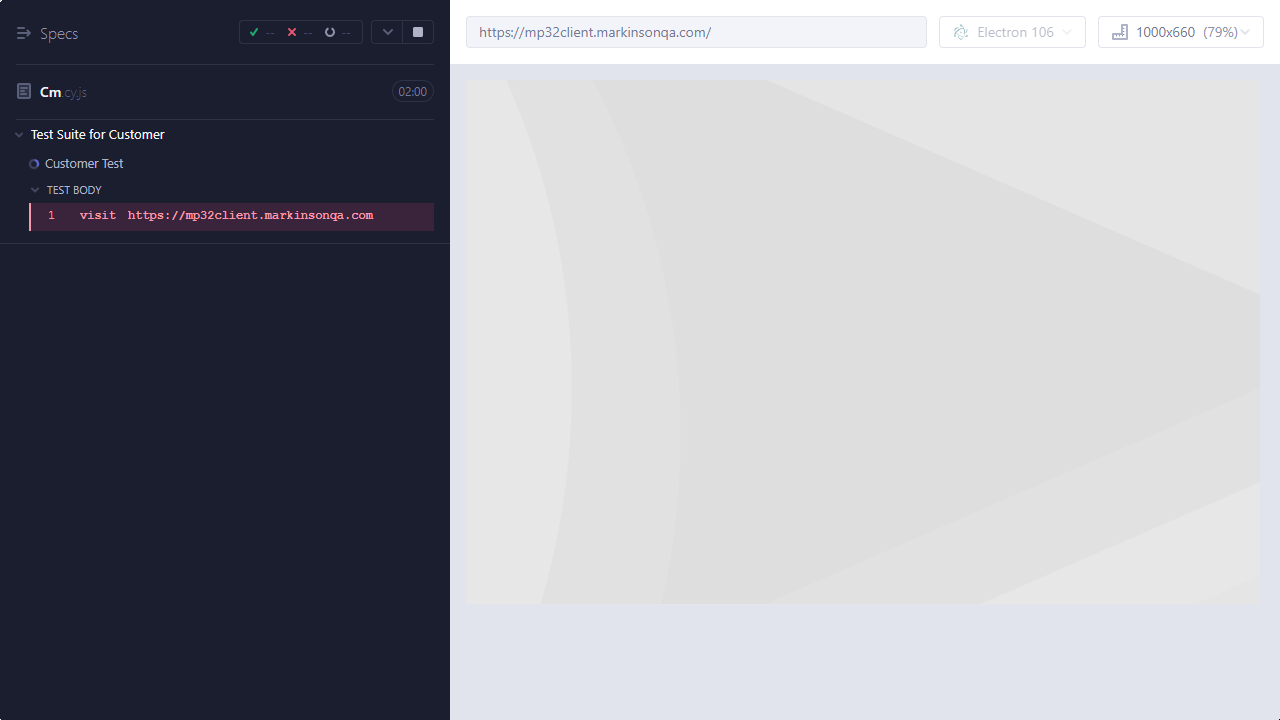 Specs
-- -- --
Cm.cy.js
02:00
Test Suite for Customer
Customer Test
TEST BODY
1 visit https://mp32client.markinsonqa.com
https://mp32client.markinsonqa.com/
Electron 106
1000x660 (79%)